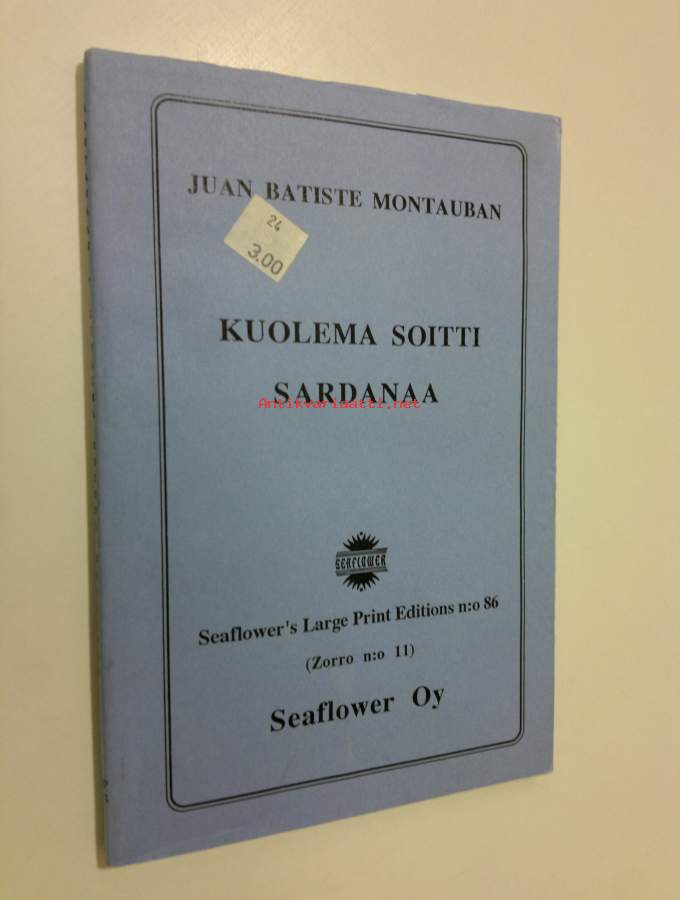 JUAN BATISTE MONTAUBAN
24
3.00
KUOLEMA SOITTI
SARDANAA
Antikvariaatti.net
SEAFLOWER
Seaflower's Large Print Editions n:o 86
(Zorro n:o 11)
Seaflower Oy